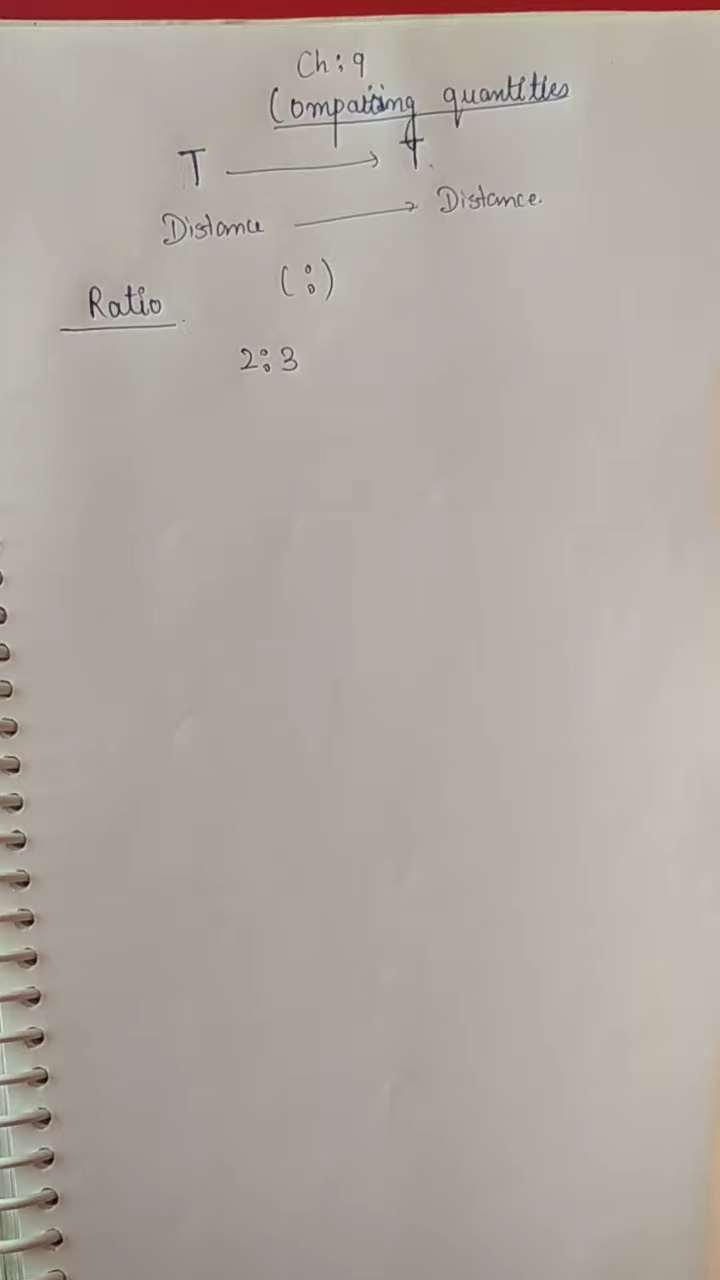 Ch: 9
Comparing quantities
T → T.
Distance → Distance.
Ratio. (:)
2:3